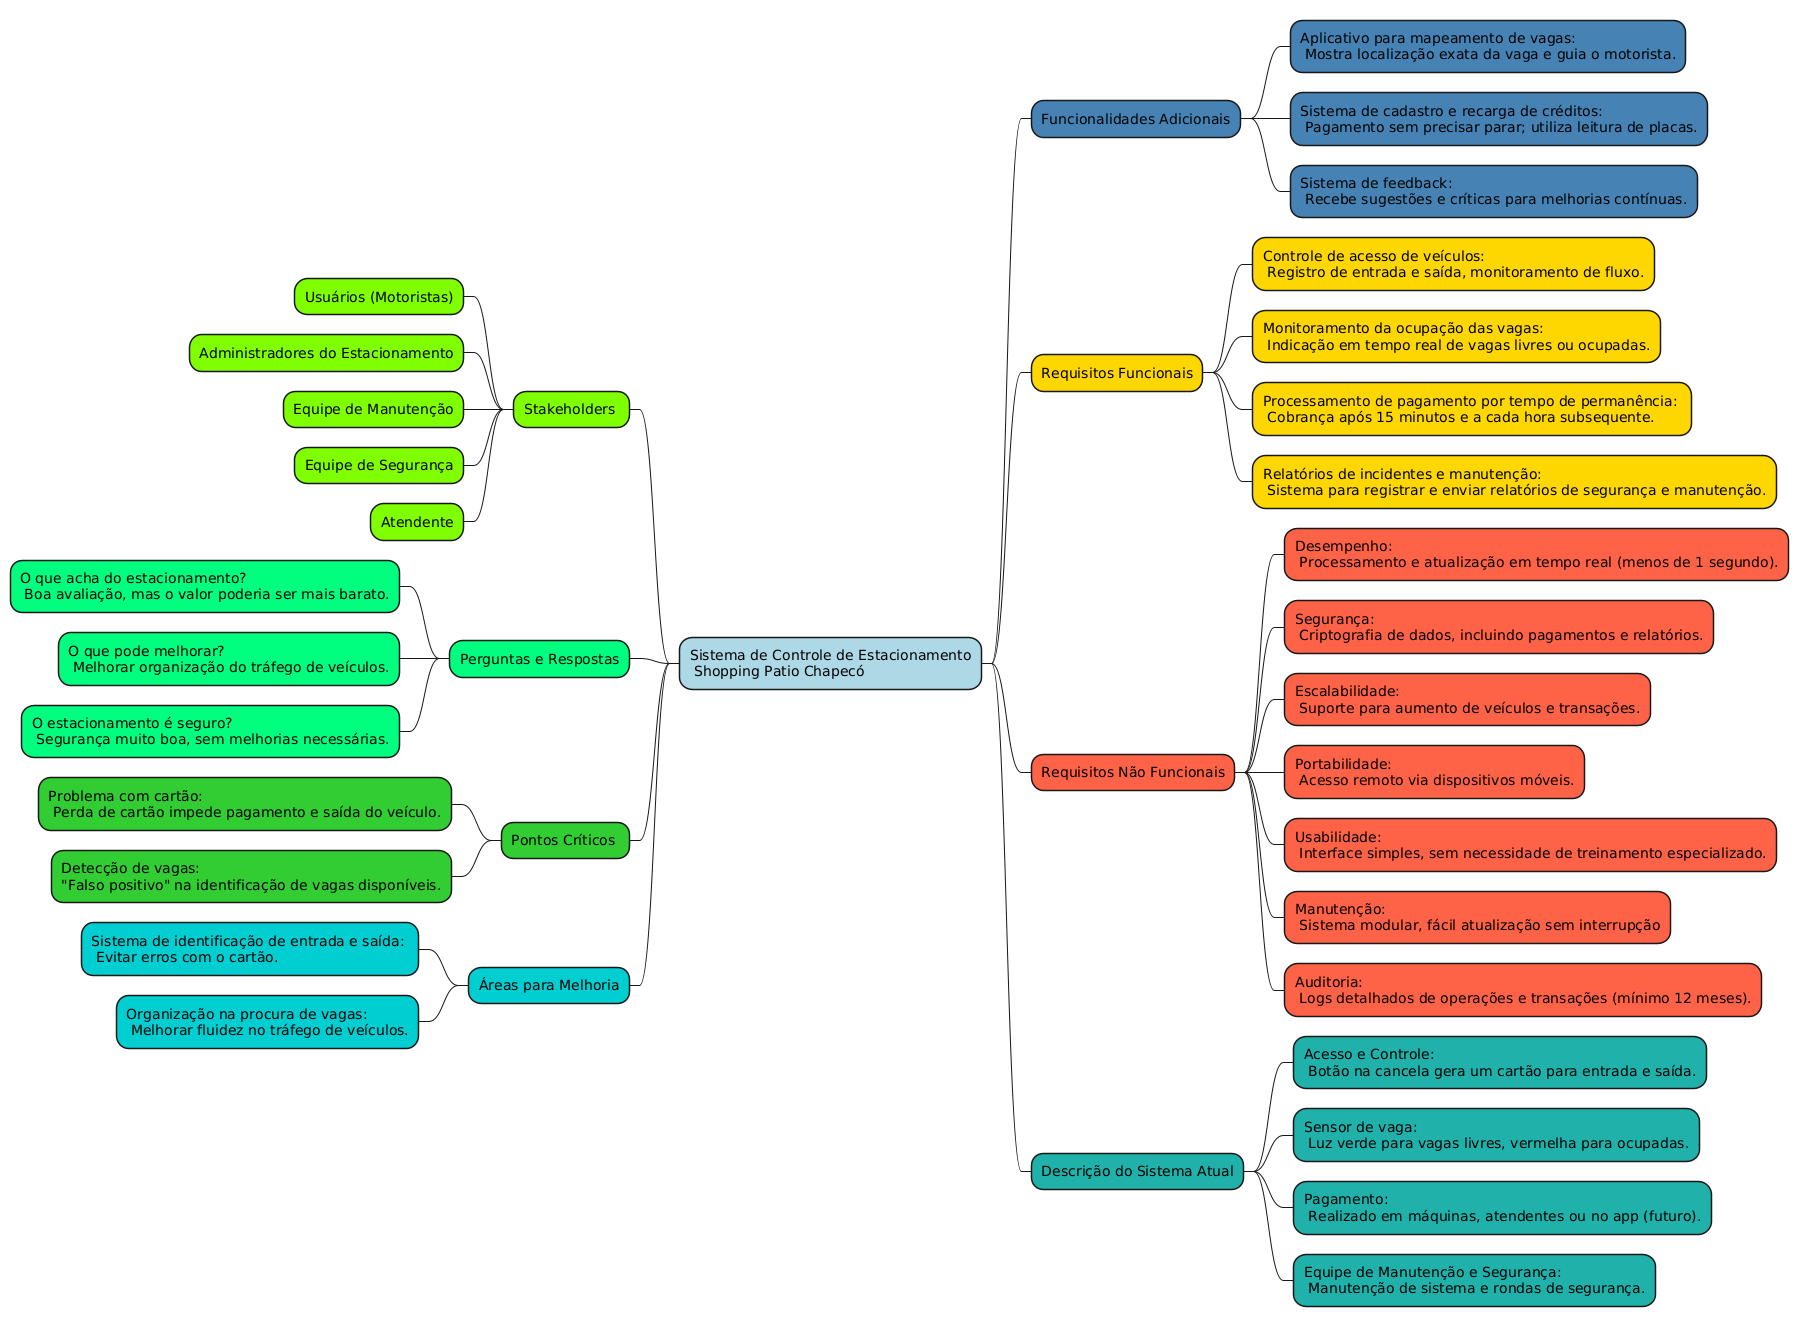 Sistema de Controle de Estacionamento
Shopping Patio Chapecó
Funcionalidades Adicionais
Aplicativo para mapeamento de vagas:
Mostra localização exata da vaga e guia o motorista.
Sistema de cadastro e recarga de créditos:
Pagamento sem precisar parar; utiliza leitura de placas.
Sistema de feedback:
Recebe sugestões e críticas para melhorias contínuas.
Requisitos Funcionais
Controle de acesso de veículos:
Registro de entrada e saída, monitoramento de fluxo.
Monitoramento da ocupação das vagas:
Indicação em tempo real de vagas livres ou ocupadas.
Processamento de pagamento por tempo de permanência:
Cobrança após 15 minutos e a cada hora subsequente.
Relatórios de incidentes e manutenção:
Sistema para registrar e enviar relatórios de segurança e manutenção.
Requisitos Não Funcionais
Desempenho:
Processamento e atualização em tempo real (menos de 1 segundo).
Segurança:
Criptografia de dados, incluindo pagamentos e relatórios.
Escalabilidade:
Suporte para aumento de veículos e transações.
Portabilidade:
Acesso remoto via dispositivos móveis.
Usabilidade:
Interface simples, sem necessidade de treinamento especializado.
Manutenção:
Sistema modular, fácil atualização sem interrupção
Auditoria:
Logs detalhados de operações e transações (mínimo 12 meses).
Descrição do Sistema Atual
Acesso e Controle:
Botão na cancela gera um cartão para entrada e saída.
Sensor de vaga:
Luz verde para vagas livres, vermelha para ocupadas.
Pagamento:
Realizado em máquinas, atendentes ou no app (futuro).
Equipe de Manutenção e Segurança:
Manutenção de sistema e rondas de segurança.
Stakeholders
Usuários (Motoristas)
Administradores do Estacionamento
Equipe de Manutenção
Equipe de Segurança
Atendente
Perguntas e Respostas
O que acha do estacionamento?
Boa avaliação, mas o valor poderia ser mais barato.
O que pode melhorar?
Melhorar organização do tráfego de veículos.
O estacionamento é seguro?
Segurança muito boa, sem melhorias necessárias.
Pontos Críticos
Problema com cartão:
Perda de cartão impede pagamento e saída do veículo.
Detecção de vagas:
"Falso positivo" na identificação de vagas disponíveis.
Áreas para Melhoria
Sistema de identificação de entrada e saída:
Evitar erros com o cartão.
Organização na procura de vagas:
Melhorar fluidez no tráfego de veículos.